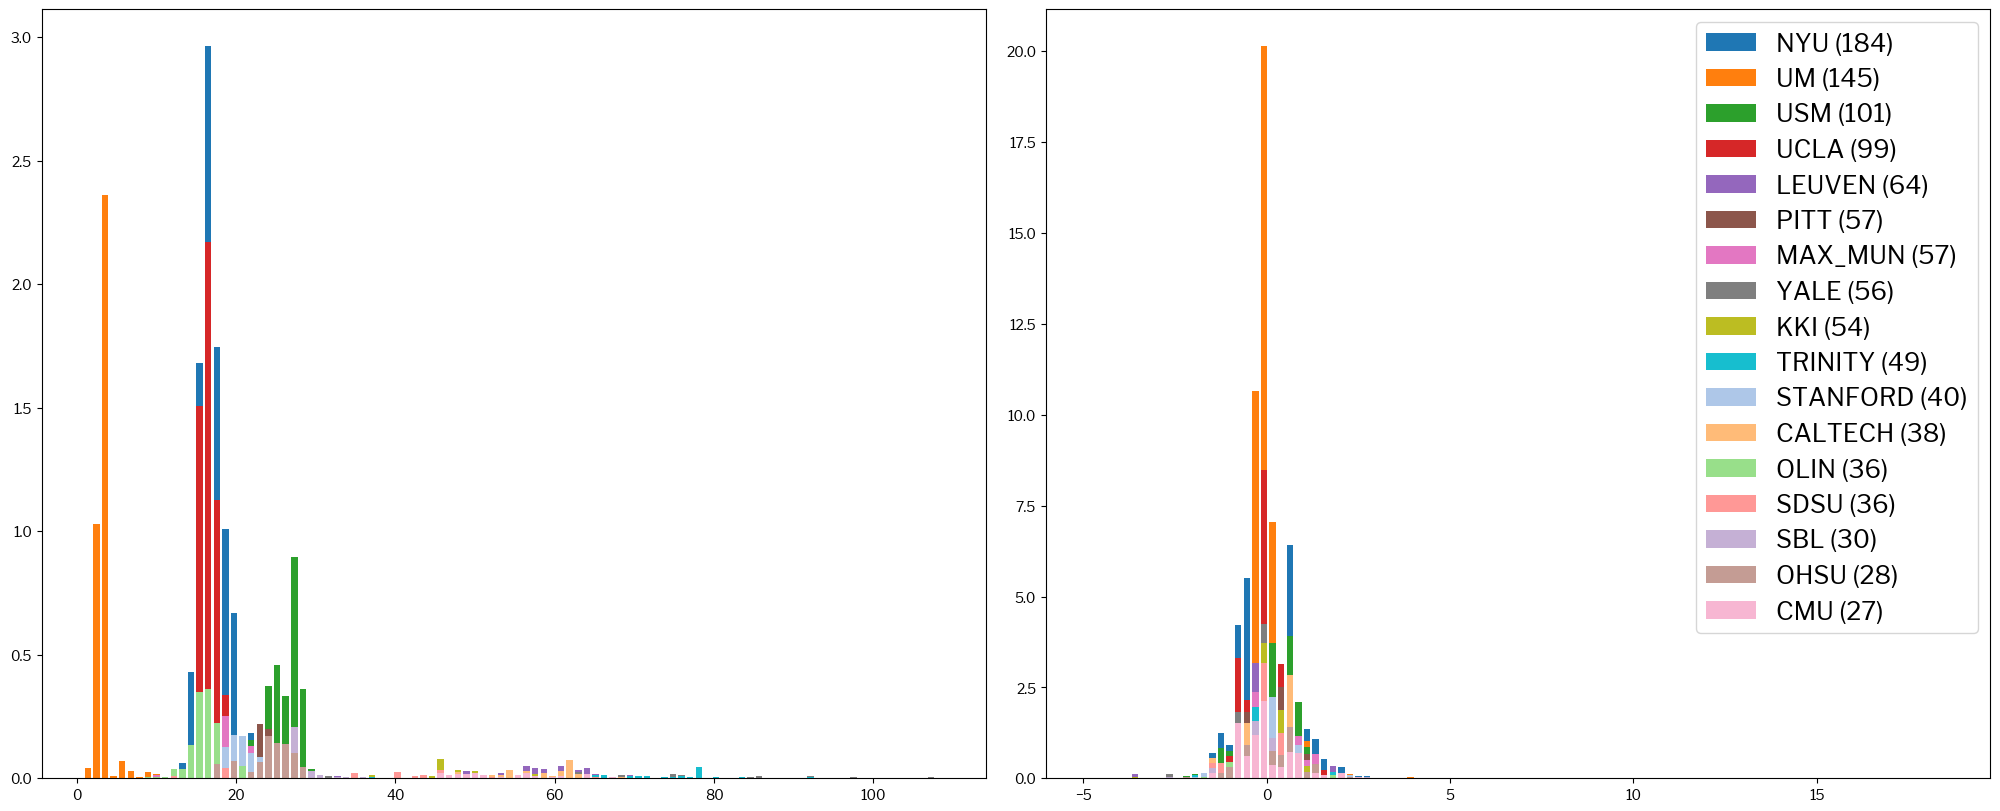 3.0
2.5
2.0
1.5
1.0
0.5
0.0
0 20 40 60 80 100
20.0
17.5
15.0
12.5
10.0
7.5
5.0
2.5
0.0
−5 0 5 10 15
NYU (184)
UM (145)
USM (101)
UCLA (99)
LEUVEN (64)
PITT (57)
MAX_MUN (57)
YALE (56)
KKI (54)
TRINITY (49)
STANFORD (40)
CALTECH (38)
OLIN (36)
SDSU (36)
SBL (30)
OHSU (28)
CMU (27)